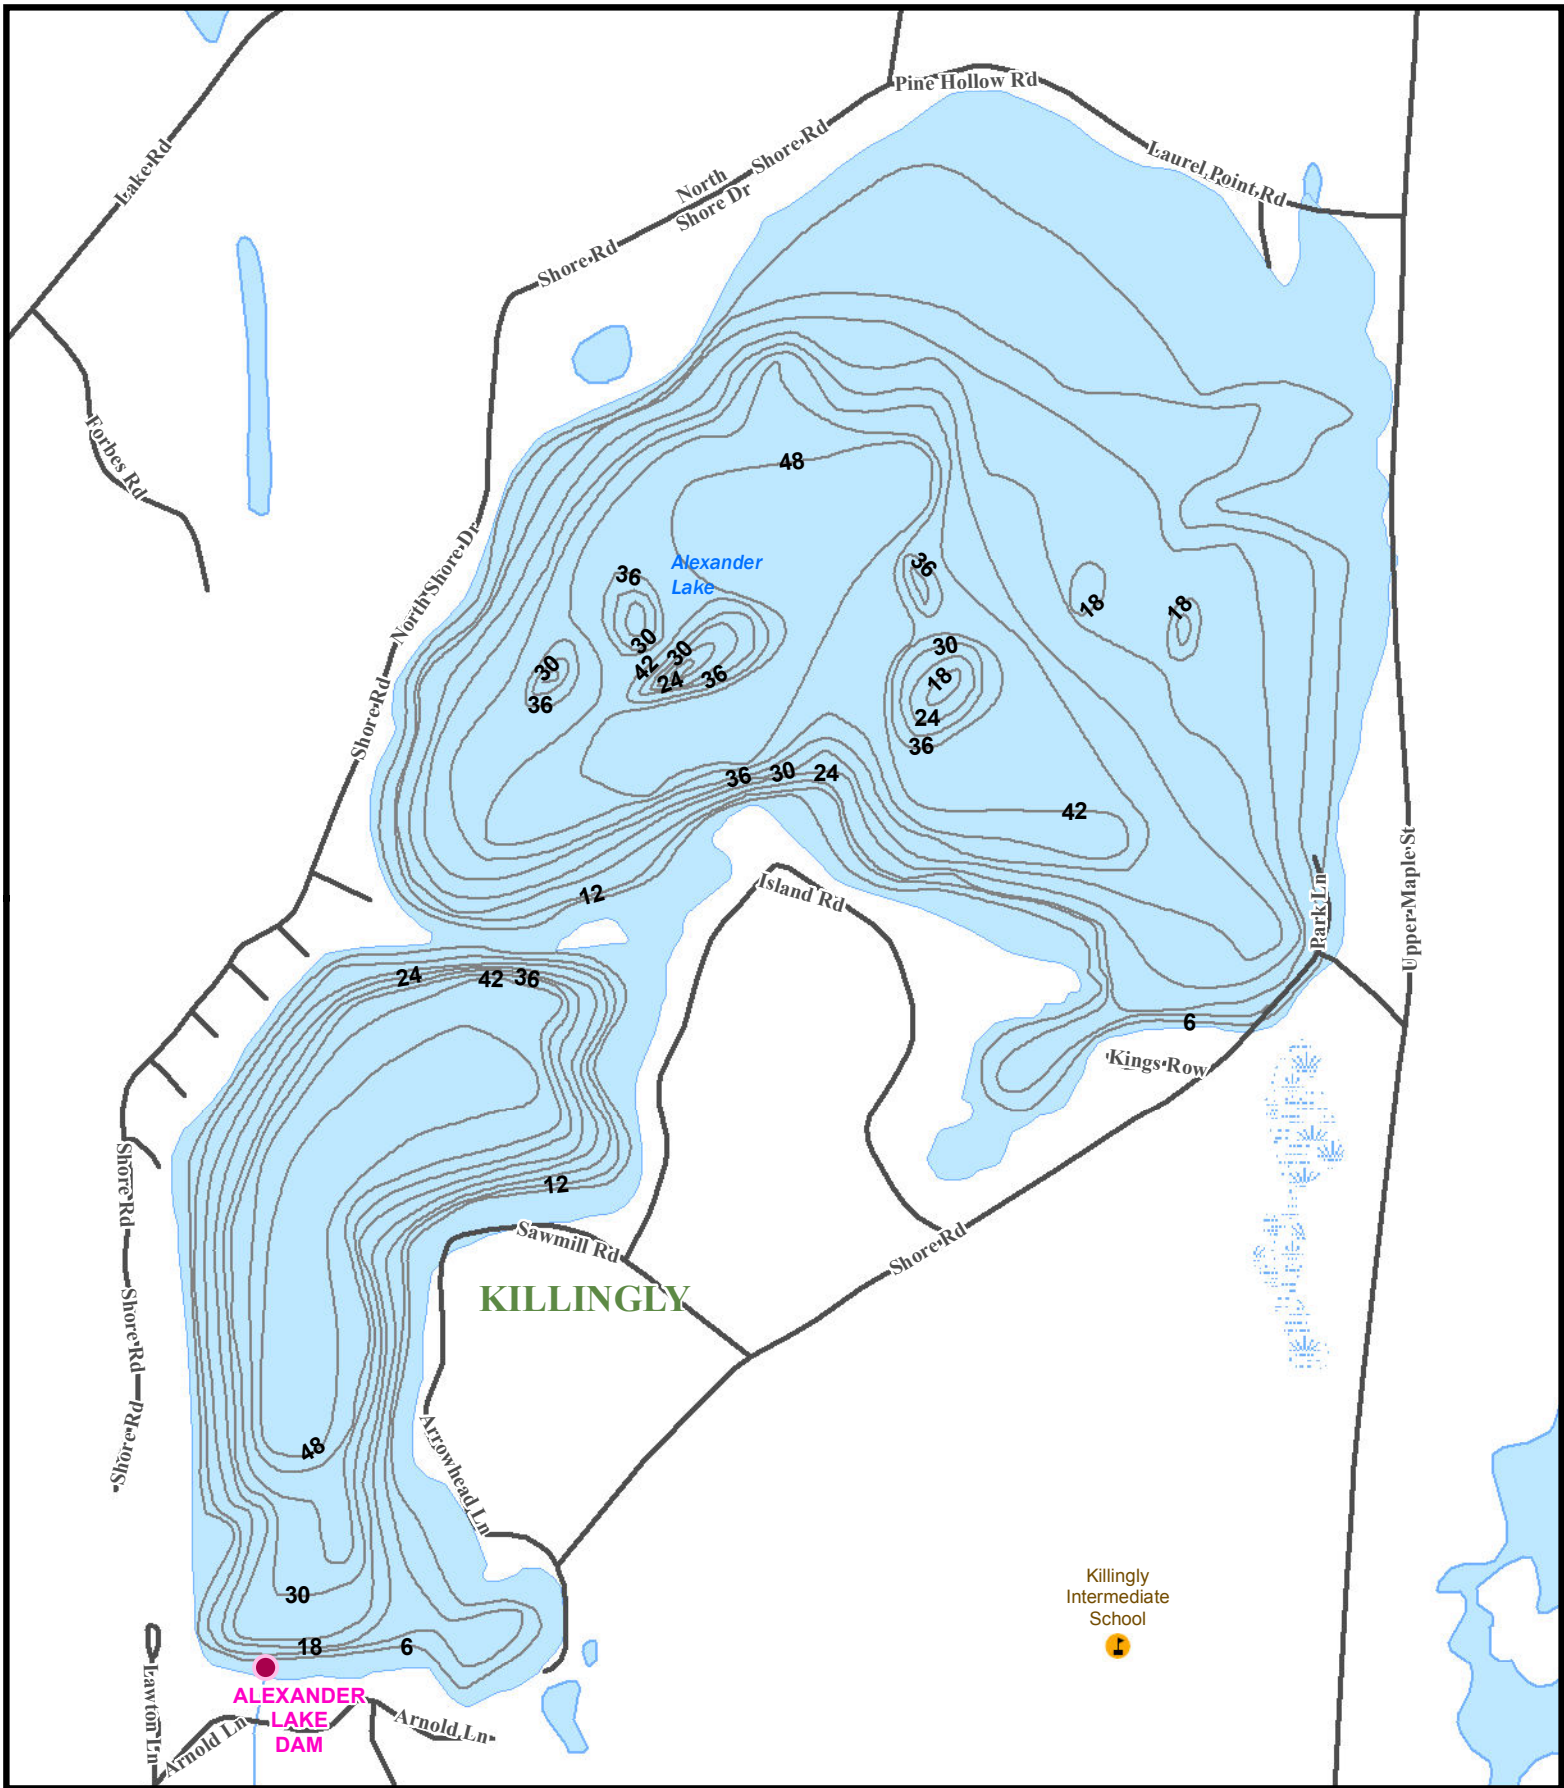 Pine Hollow Rd
Lake Rd
Shore Rd
North
Shore Dr
Laurel Point Rd
Shore Rd
Forbes Rd
48
North Shore Dr
Alexander
Lake
36
36
18
18
30
30
30
42
24
36
30
36
18
24
36
Shore Rd
36
30
24
42
Upper Maple St
12
Island Rd
Park Ln
24
42
36
6
Kings Row
Shore Rd
12
Sawmill Rd
Shore Rd
KILLINGLY
Shore Rd
Shore Rd
48
Arrowhead Ln
30
Killingly
Intermediate
School
18
6
Lawton Ln
ALEXANDER
LAKE
DAM
Arnold Ln
Arnold Ln